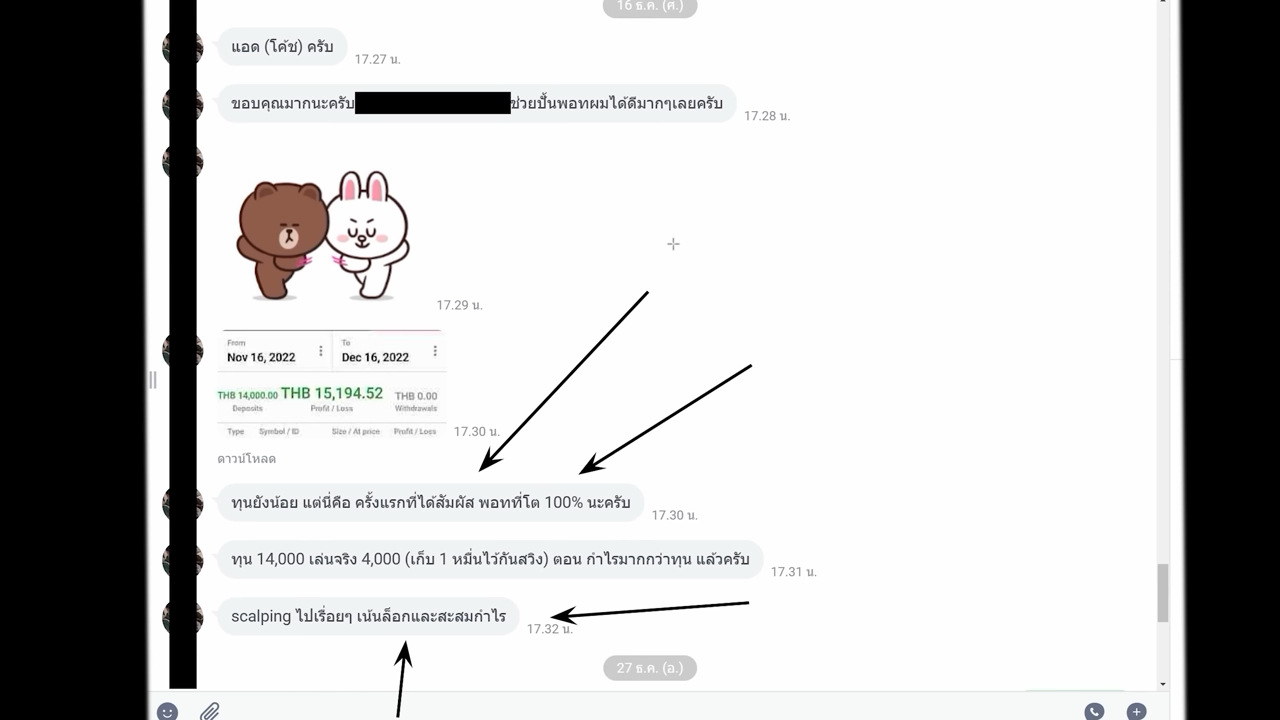 16 ธ.ค. (ศ.)
แอด (โค้ช) ครับ
17.27 น.
ขอบคุณมากนะครับ ช่วยปั้นพอทผมได้ดีมากๆเลยครับ
17.28 น.
17.29 น.
From
Nov 16, 2022
To
Dec 16, 2022
THB 14,000.00 THB 15,194.52 THB 0.00
Deposits Profit / Loss Withdrawals
Type Symbol / ID Size / At price Profit / Loss
17.30 น.
ดาวน์โหลด
ทุนยังน้อย แต่นี่คือ ครั้งแรกที่ได้สัมผัส พอทที่โต 100% นะครับ
17.30 น.
ทุน 14,000 เล่นจริง 4,000 (เก็บ 1 หมื่นไว้กันสวิง) ตอน กำไรมากกว่าทุน แล้วครับ
17.31 น.
scalping ไปเรื่อยๆ เน้นล็อกและสะสมกำไร
17.32 น.
27 ธ.ค. (อ.)